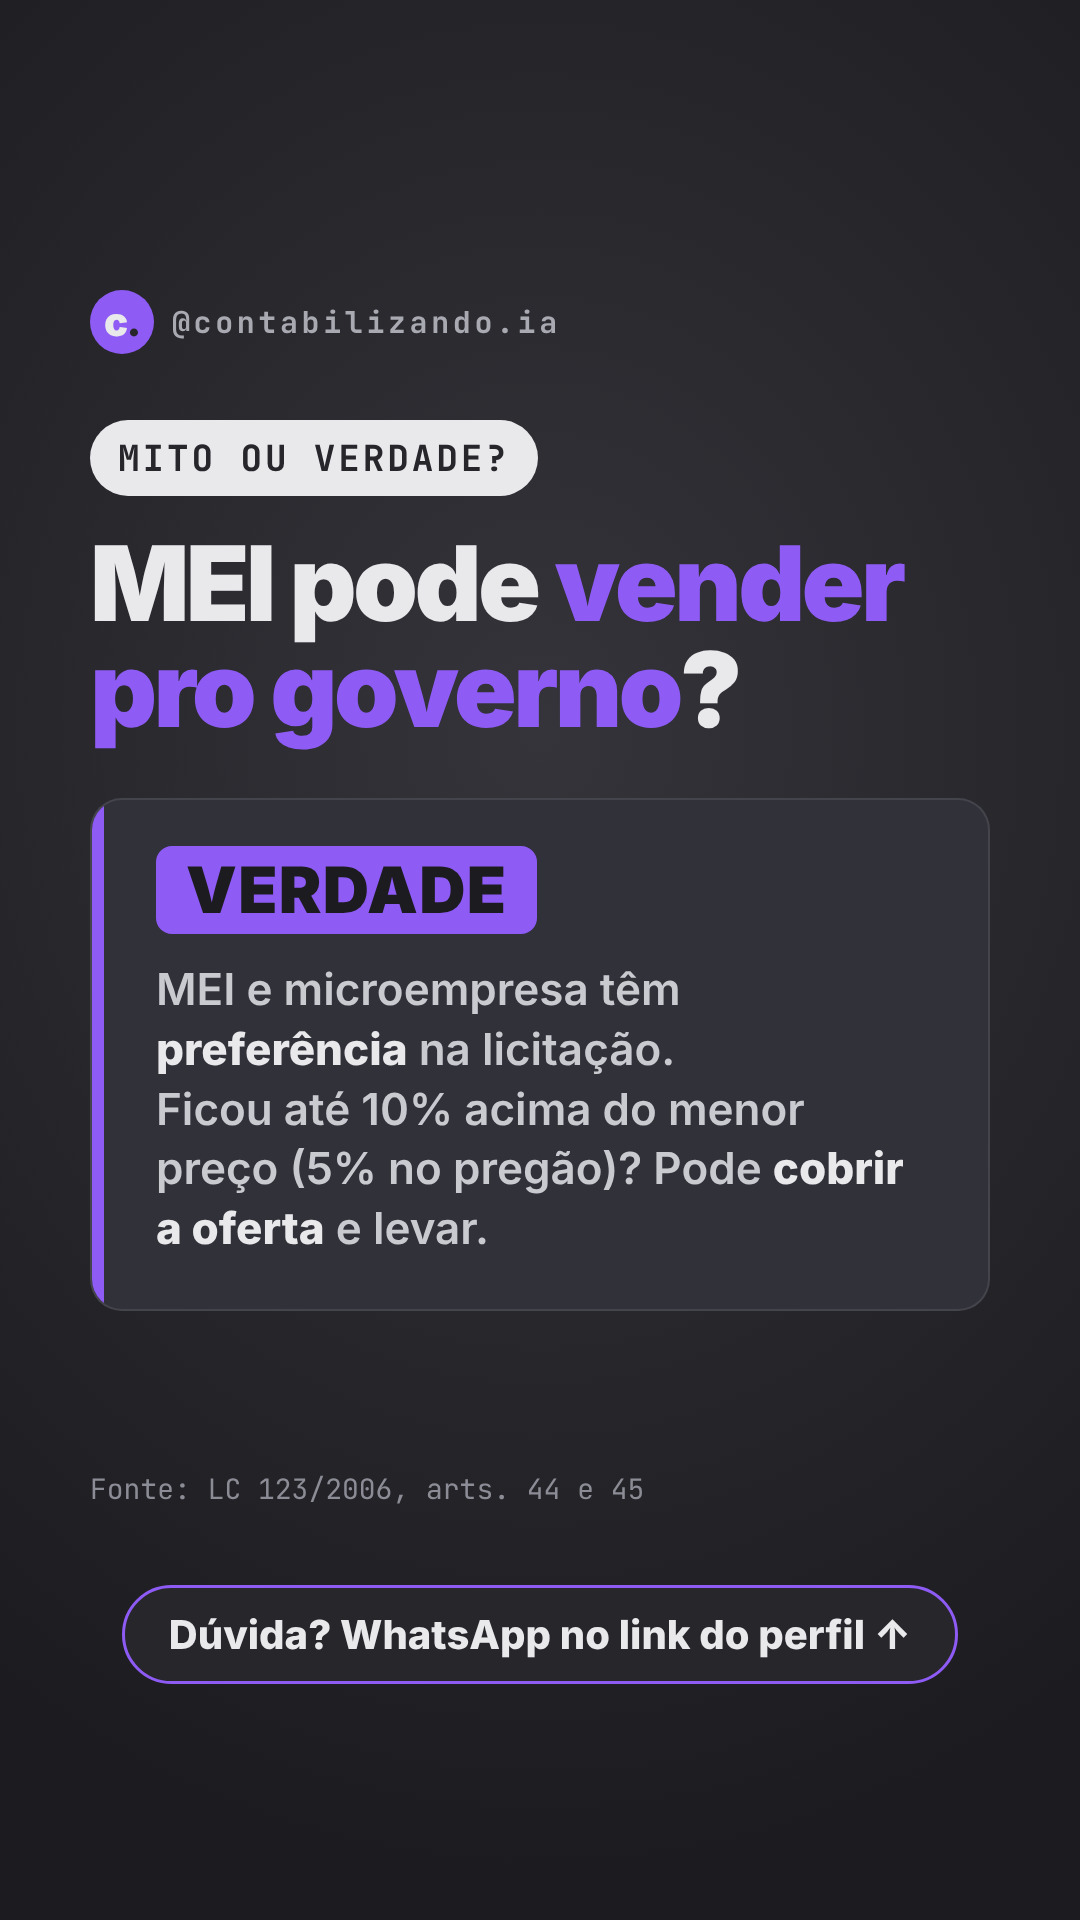 c. @contabilizando.ia
MITO OU VERDADE?
MEI pode vender
pro governo?
VERDADE
MEI e microempresa têm
preferência na licitação.
Ficou até 10% acima do menor
preço (5% no pregão)? Pode cobrir
a oferta e levar.
Fonte: LC 123/2006, arts. 44 e 45
Dúvida? WhatsApp no link do perfil ↑